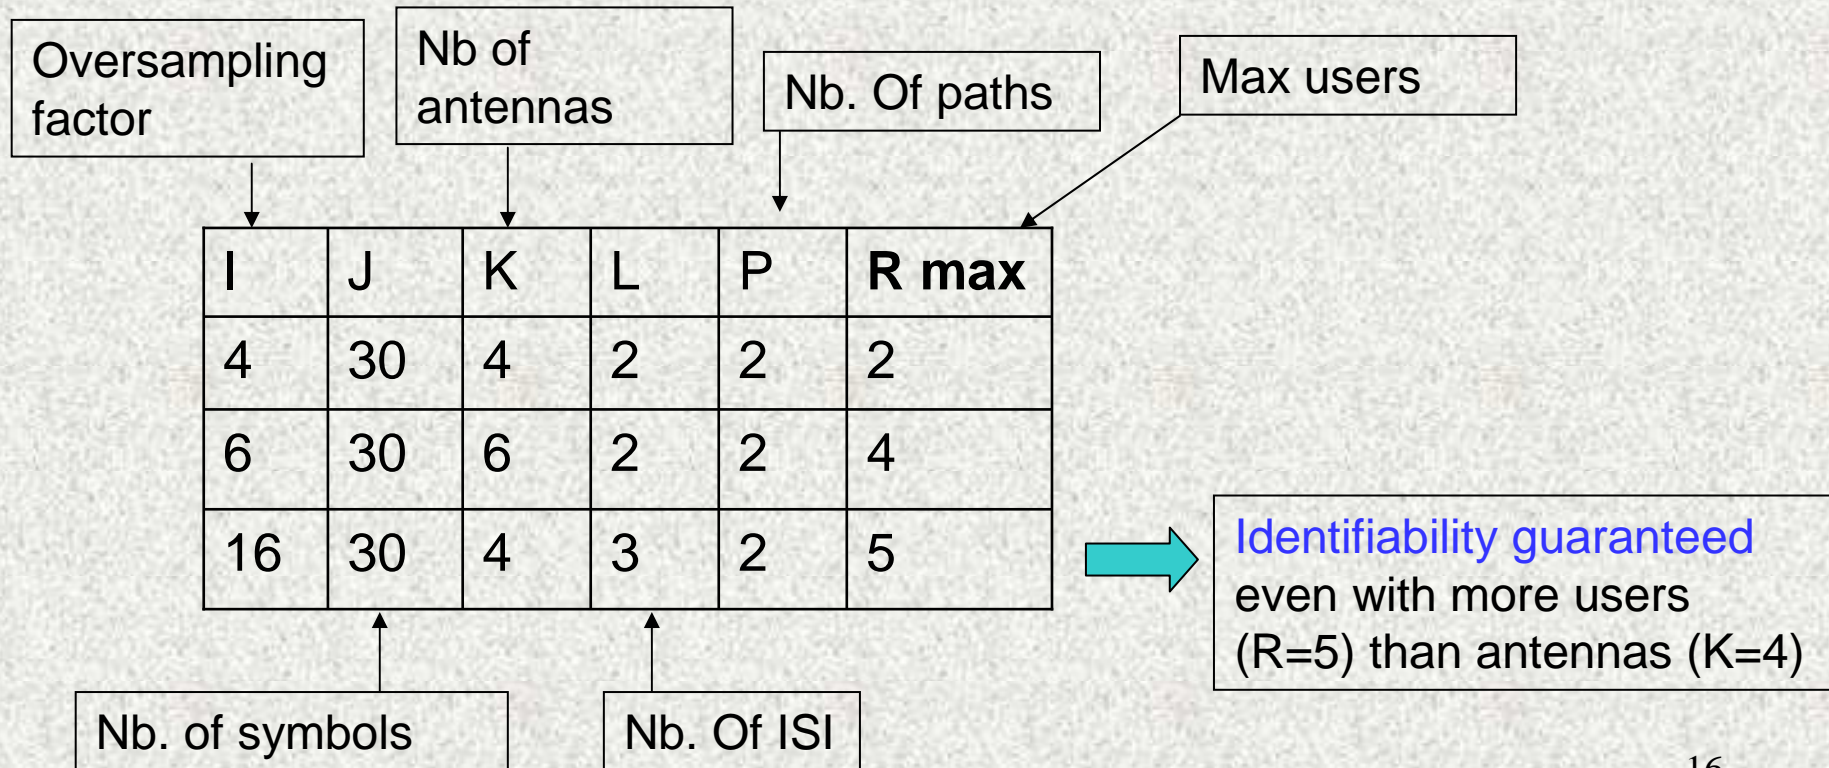 Oversampling
factor
Nb of
antennas
Nb. Of paths
Max users
I J K L P R max
4 30 4 2 2 2
6 30 6 2 2 4
16 30 4 3 2 5
Identifiability guaranteed
even with more users
(R=5) than antennas (K=4)
Nb. of symbols
Nb. Of ISI
16